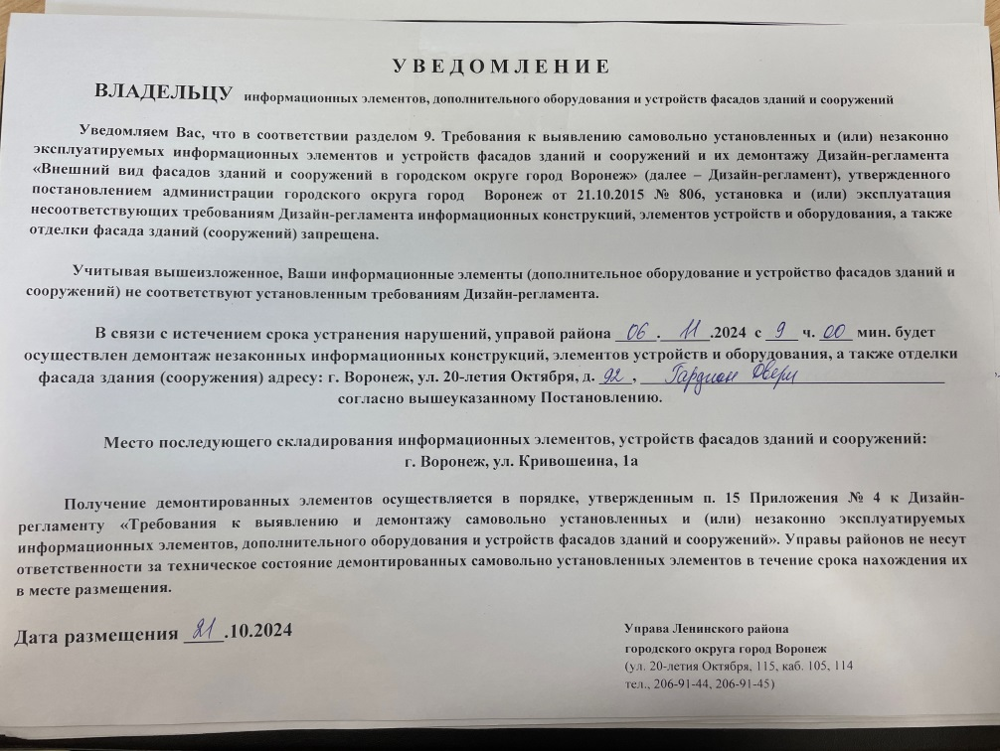 УВЕДОМЛЕНИЕ
ВЛАДЕЛЬЦУ информационных элементов, дополнительного оборудования и устройств фасадов зданий и сооружений
Уведомляем Вас, что в соответствии разделом 9. Требования к выявлению самовольно установленных и (или) незаконно
эксплуатируемых информационных элементов и устройств фасадов зданий и сооружений и их демонтажу Дизайн-регламента
«Внешний вид фасадов зданий и сооружений в городском округе город Воронеж» (далее – Дизайн-регламент), утвержденного
постановлением администрации городского округа город Воронеж от 21.10.2015 № 806, установка и (или) эксплуатация
несоответствующих требованиям Дизайн-регламента информационных конструкций, элементов устройств и оборудования, а также
отделки фасада зданий (сооружений) запрещена.
Учитывая вышеизложенное, Ваши информационные элементы (дополнительное оборудование и устройство фасадов зданий и
сооружений) не соответствуют установленным требованиям Дизайн-регламента.
В связи с истечением срока устранения нарушений, управой района 06. 11.2024 с 9 ч. 00 мин. будет
осуществлен демонтаж незаконных информационных конструкций, элементов устройств и оборудования, а также отделки
фасада здания (сооружения) адресу: г. Воронеж, ул. 20-летия Октября, д. 92, Гардиан Двери
согласно вышеуказанному Постановлению.
Место последующего складирования информационных элементов, устройств фасадов зданий и сооружений:
г. Воронеж, ул. Кривошеина, 1а
Получение демонтированных элементов осуществляется в порядке, утвержденным п. 15 Приложения № 4 к Дизайн-
регламенту «Требования к выявлению и демонтажу самовольно установленных и (или) незаконно эксплуатируемых
информационных элементов, дополнительного оборудования и устройств фасадов зданий и сооружений». Управы районов не несут
ответственности за техническое состояние демонтированных самовольно установленных элементов в течение срока нахождения их
в месте размещения.
Дата размещения 21.10.2024
Управа Ленинского района
городского округа город Воронеж
(ул. 20-летия Октября, 115, каб. 105, 114
тел., 206-91-44, 206-91-45)